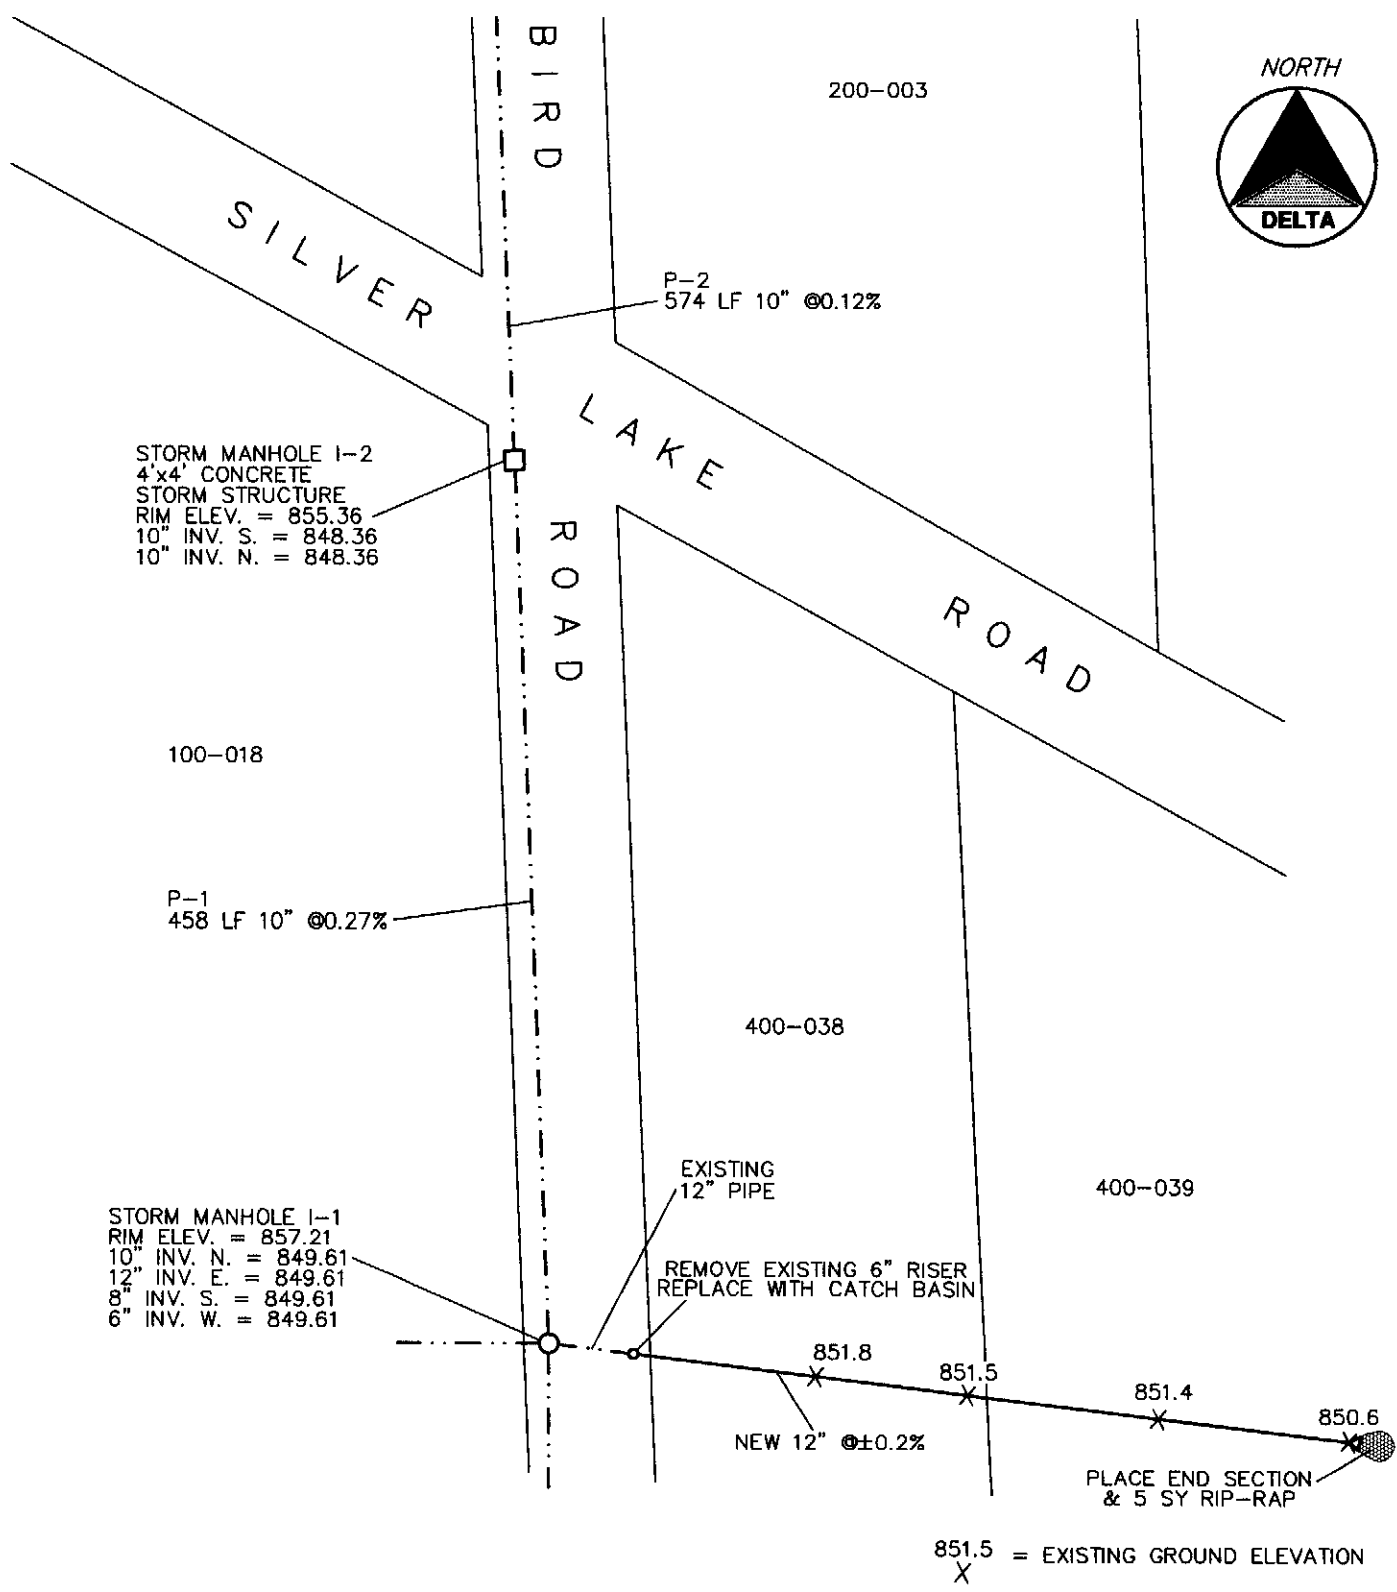 BIRD
200-003
NORTH
DELTA
SILVER
P-2
574 LF 10" @0.12%
LAKE
STORM MANHOLE I-2
4'x4' CONCRETE
STORM STRUCTURE
RIM ELEV. = 855.36
10" INV. S. = 848.36
10" INV. N. = 848.36
ROAD
ROAD
100-018
P-1
458 LF 10" @0.27%
400-038
EXISTING
12" PIPE
400-039
STORM MANHOLE I-1
RIM ELEV. = 857.21
10" INV. N. = 849.61
12" INV. E. = 849.61
8" INV. S. = 849.61
6" INV. W. = 849.61
REMOVE EXISTING 6" RISER
REPLACE WITH CATCH BASIN
851.8
851.5
851.4
850.6
NEW 12" @±0.2%
PLACE END SECTION
& 5 SY RIP-RAP
851.5 = EXISTING GROUND ELEVATION
X